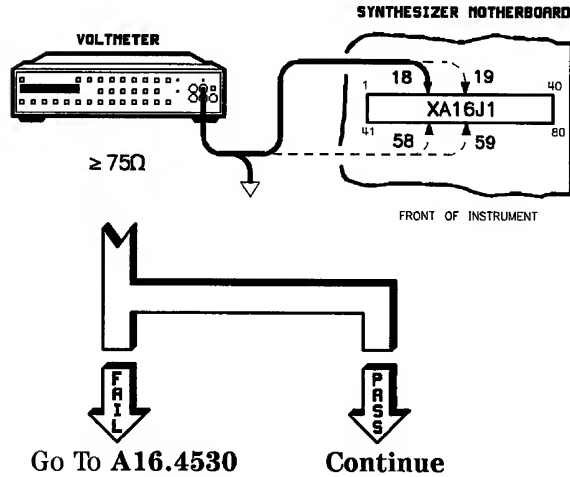 SYNTHESIZER MOTHERBOARD
VOLTMETER
18 19
1 40
XA16J1
41 80
58 59
≥ 75Ω
FRONT OF INSTRUMENT
FAIL PASS
Go To A16.4530 Continue